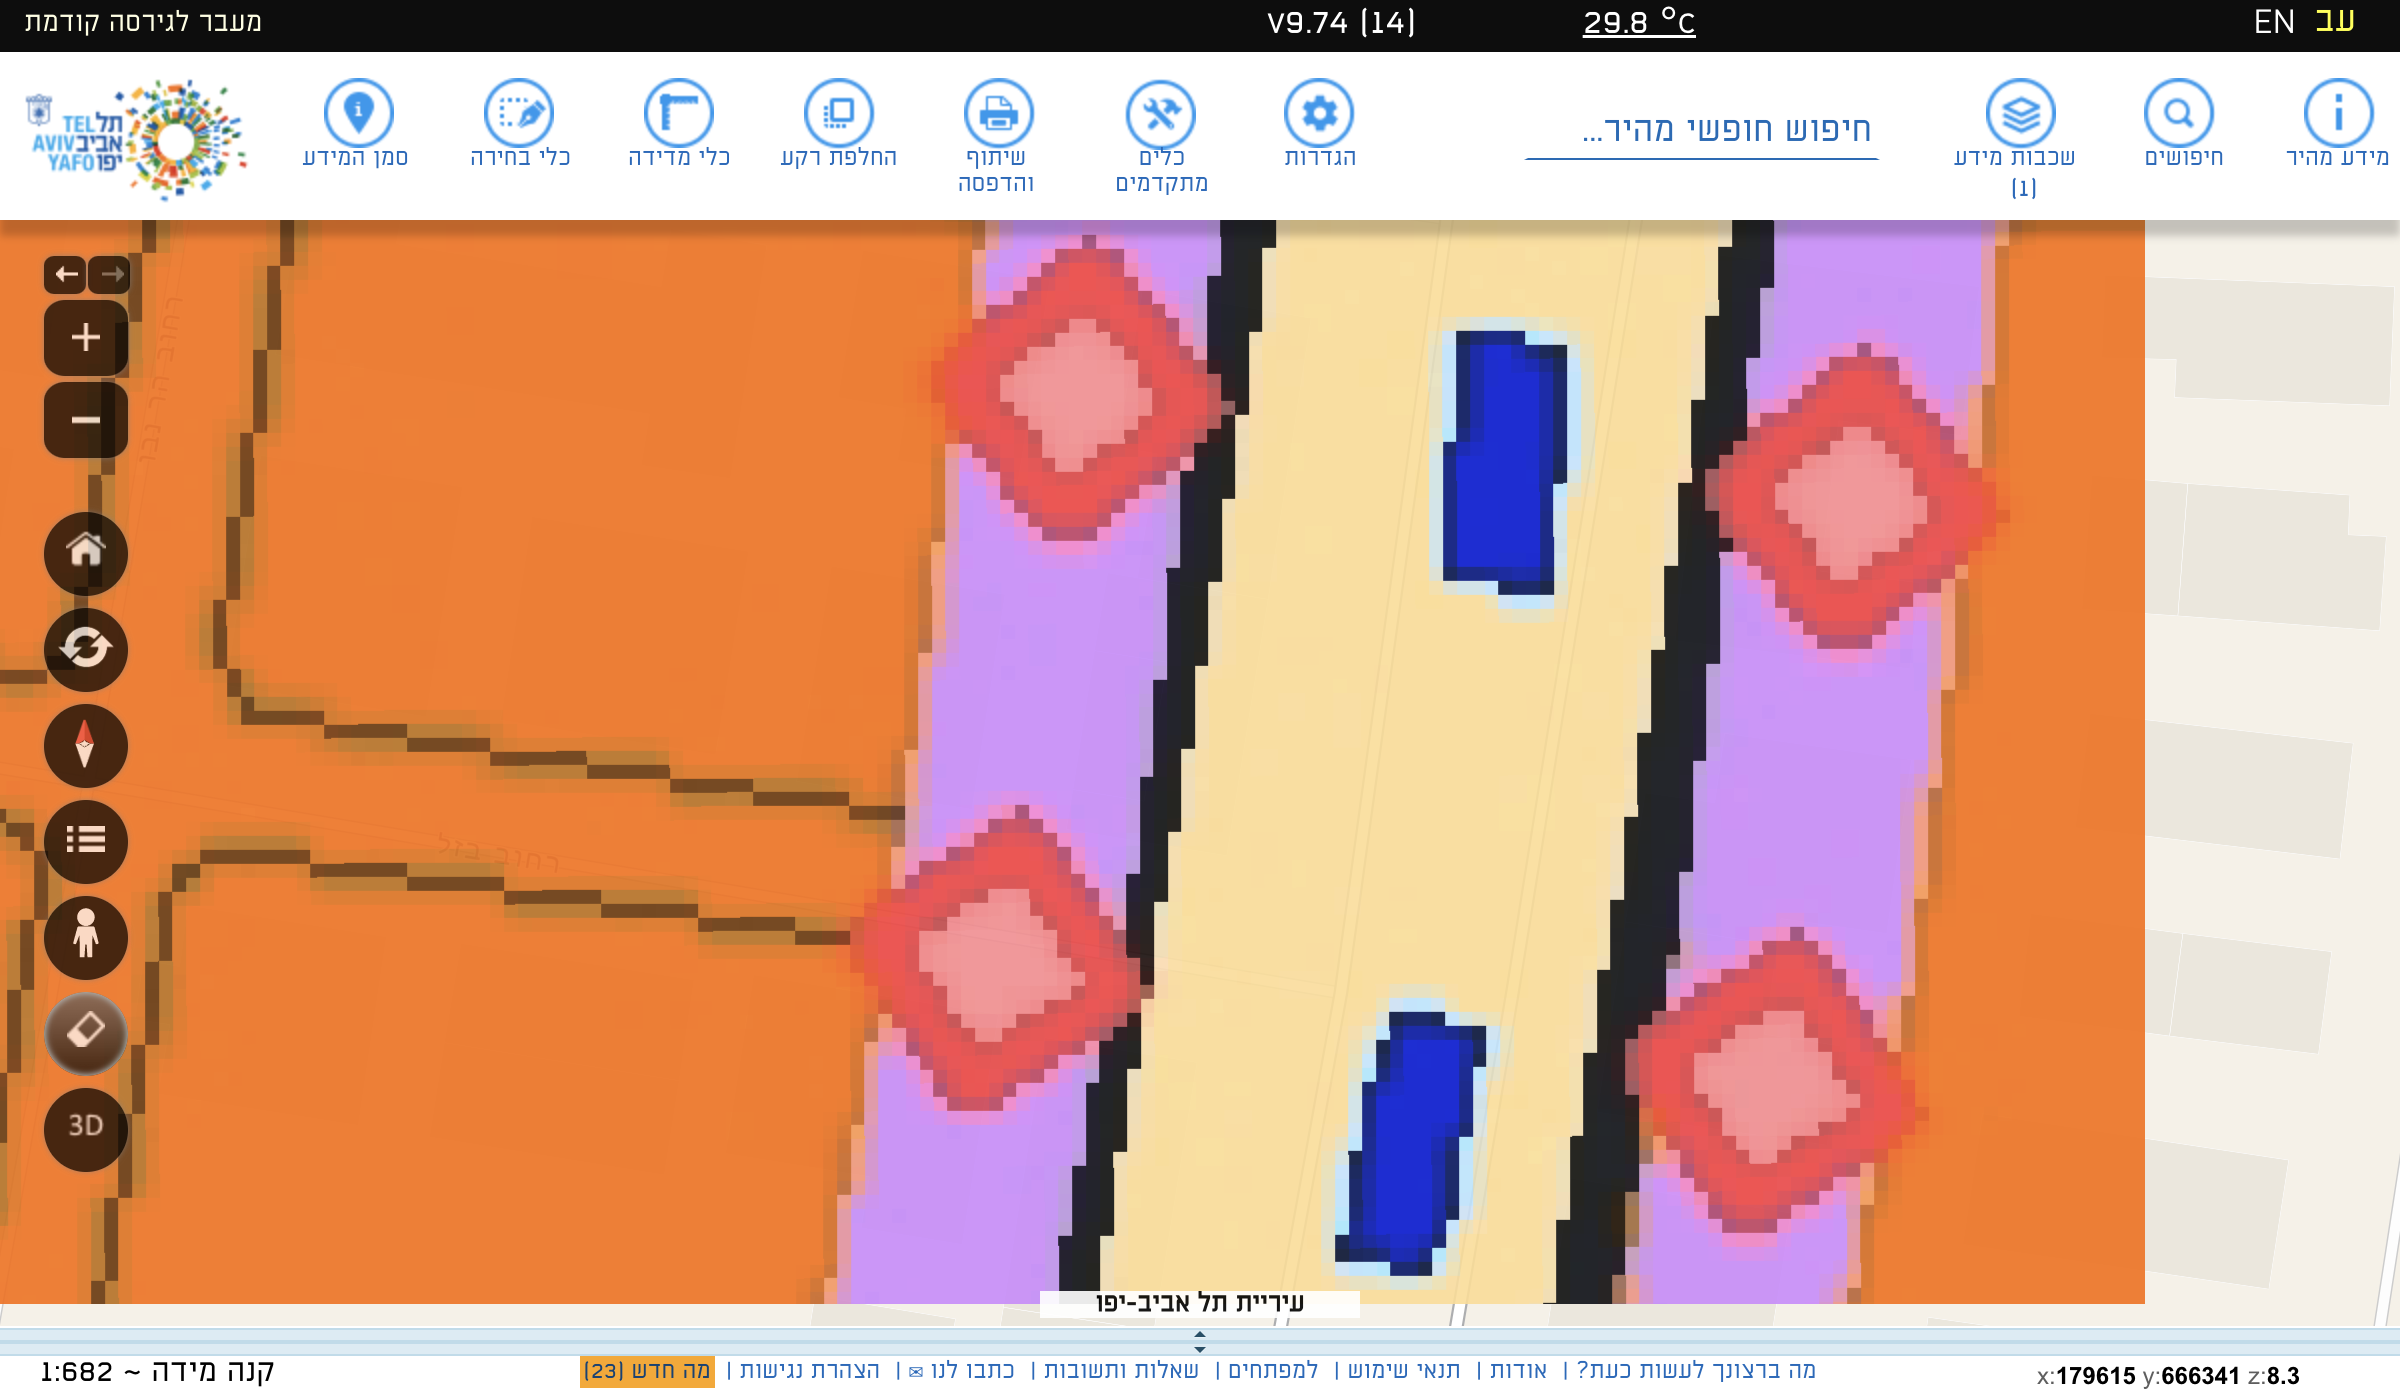 עב EN
29.8 °C
V9.74 (14)
מעבר לגירסה קודמת
מידע מהיר
חיפושים
שכבות מידע
(1)
חיפוש חופשי מהיר...
הגדרות
כלים
מתקדמים
שיתוף
והדפסה
החלפת רקע
כלי מדידה
כלי בחירה
סמן המידע
TEL תל
AVIV אביב
YAFO יפו
רחוב הר נבו
רחוב בזל
3D
עיריית תל אביב-יפו
מה ברצונך לעשות כעת? | אודות | תנאי שימוש | למפתחים | שאלות ותשובות | כתבו לנו ✉ | הצהרת נגישות | מה חדש (23)
קנה מידה ~ 1:682
x:179615 y:666341 z:8.3